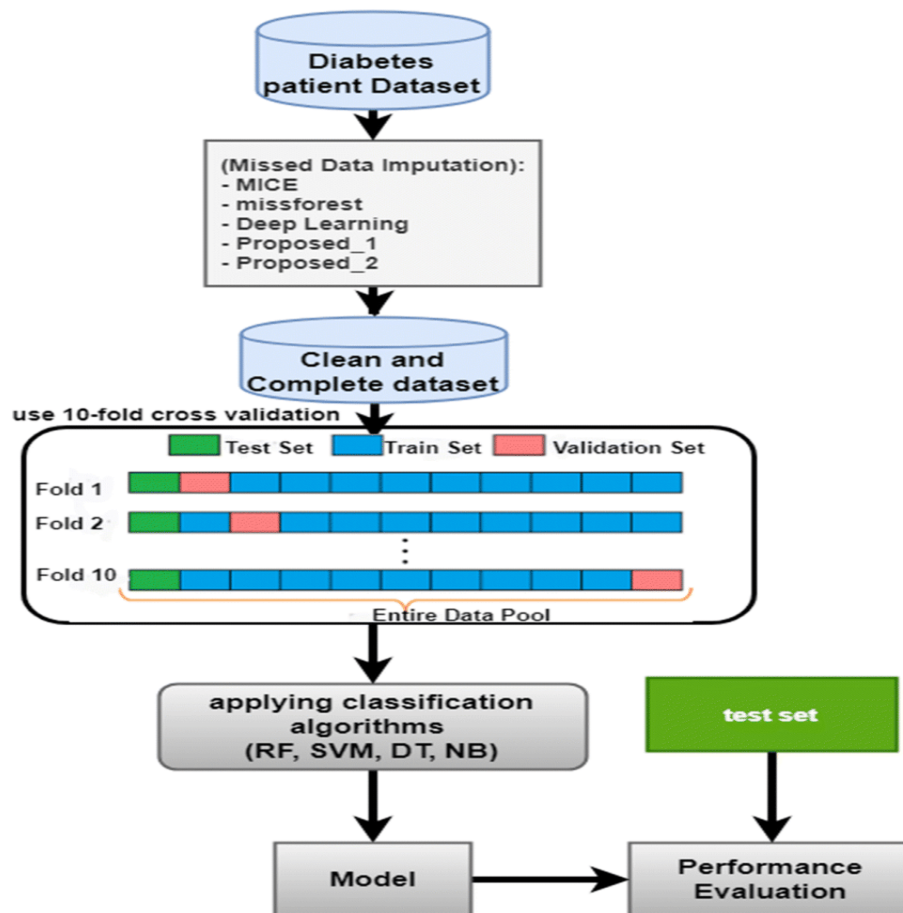 Diabetes
patient Dataset
(Missed Data Imputation):
- MICE
- missforest
- Deep Learning
- Proposed_1
- Proposed_2
Clean and
Complete dataset
use 10-fold cross validation
Test Set Train Set Validation Set
Fold 1
Fold 2
Fold 10
Entire Data Pool
applying classification
algorithms
(RF, SVM, DT, NB)
test set
Model
Performance
Evaluation